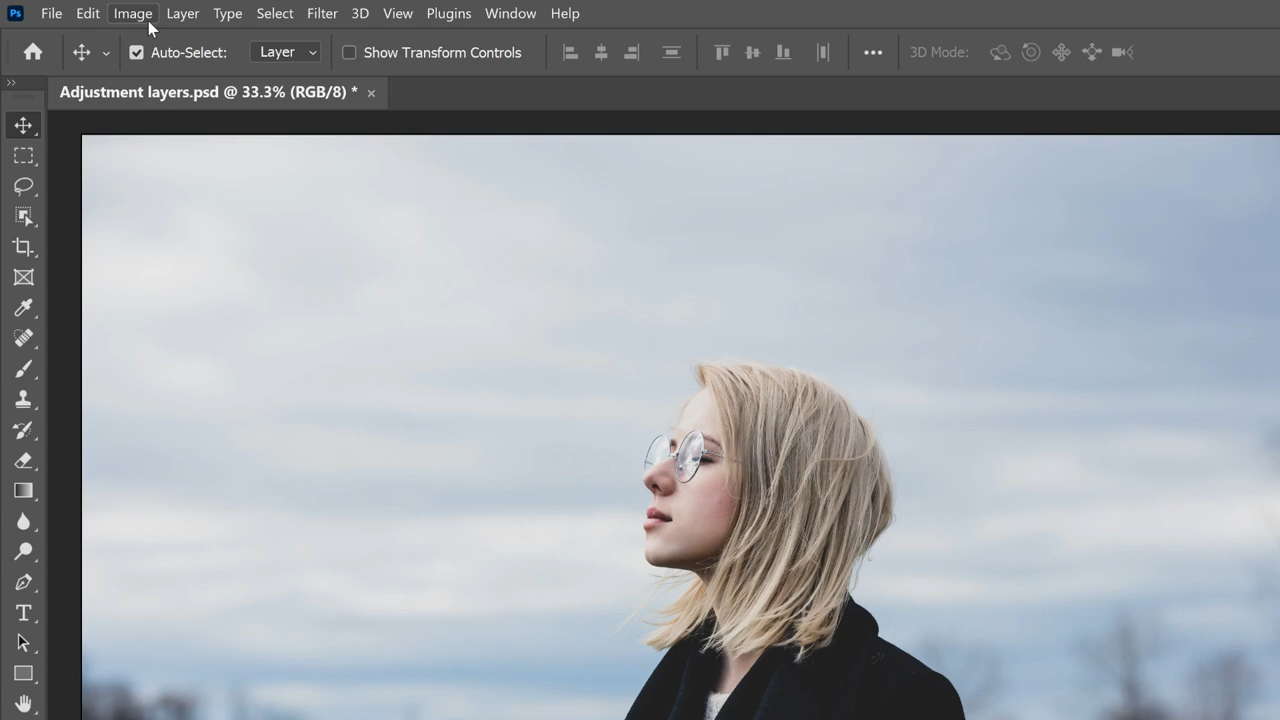 Ps File Edit Image Layer Type Select Filter 3D View Plugins Window Help
Auto-Select: Layer Show Transform Controls 3D Mode:
Adjustment layers.psd @ 33.3% (RGB/8) * ×
T